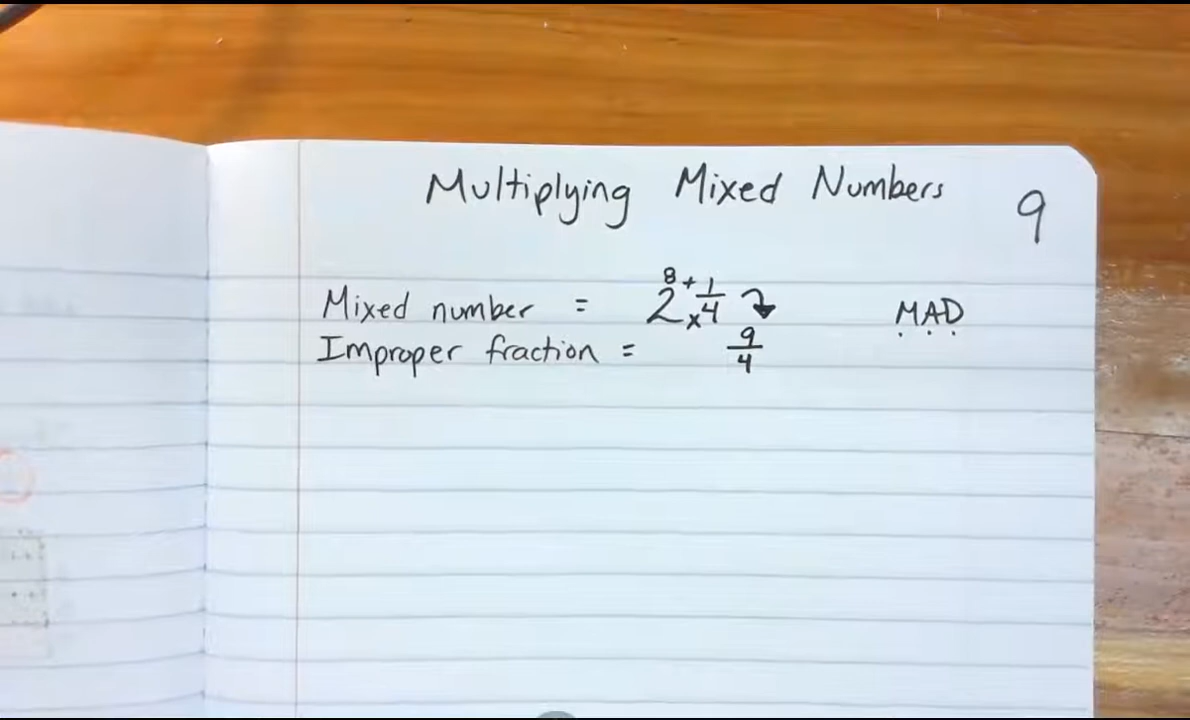 Multiplying Mixed Numbers 9
Mixed number = 2 8 + 1/4 x MAD
Improper fraction = 9/4